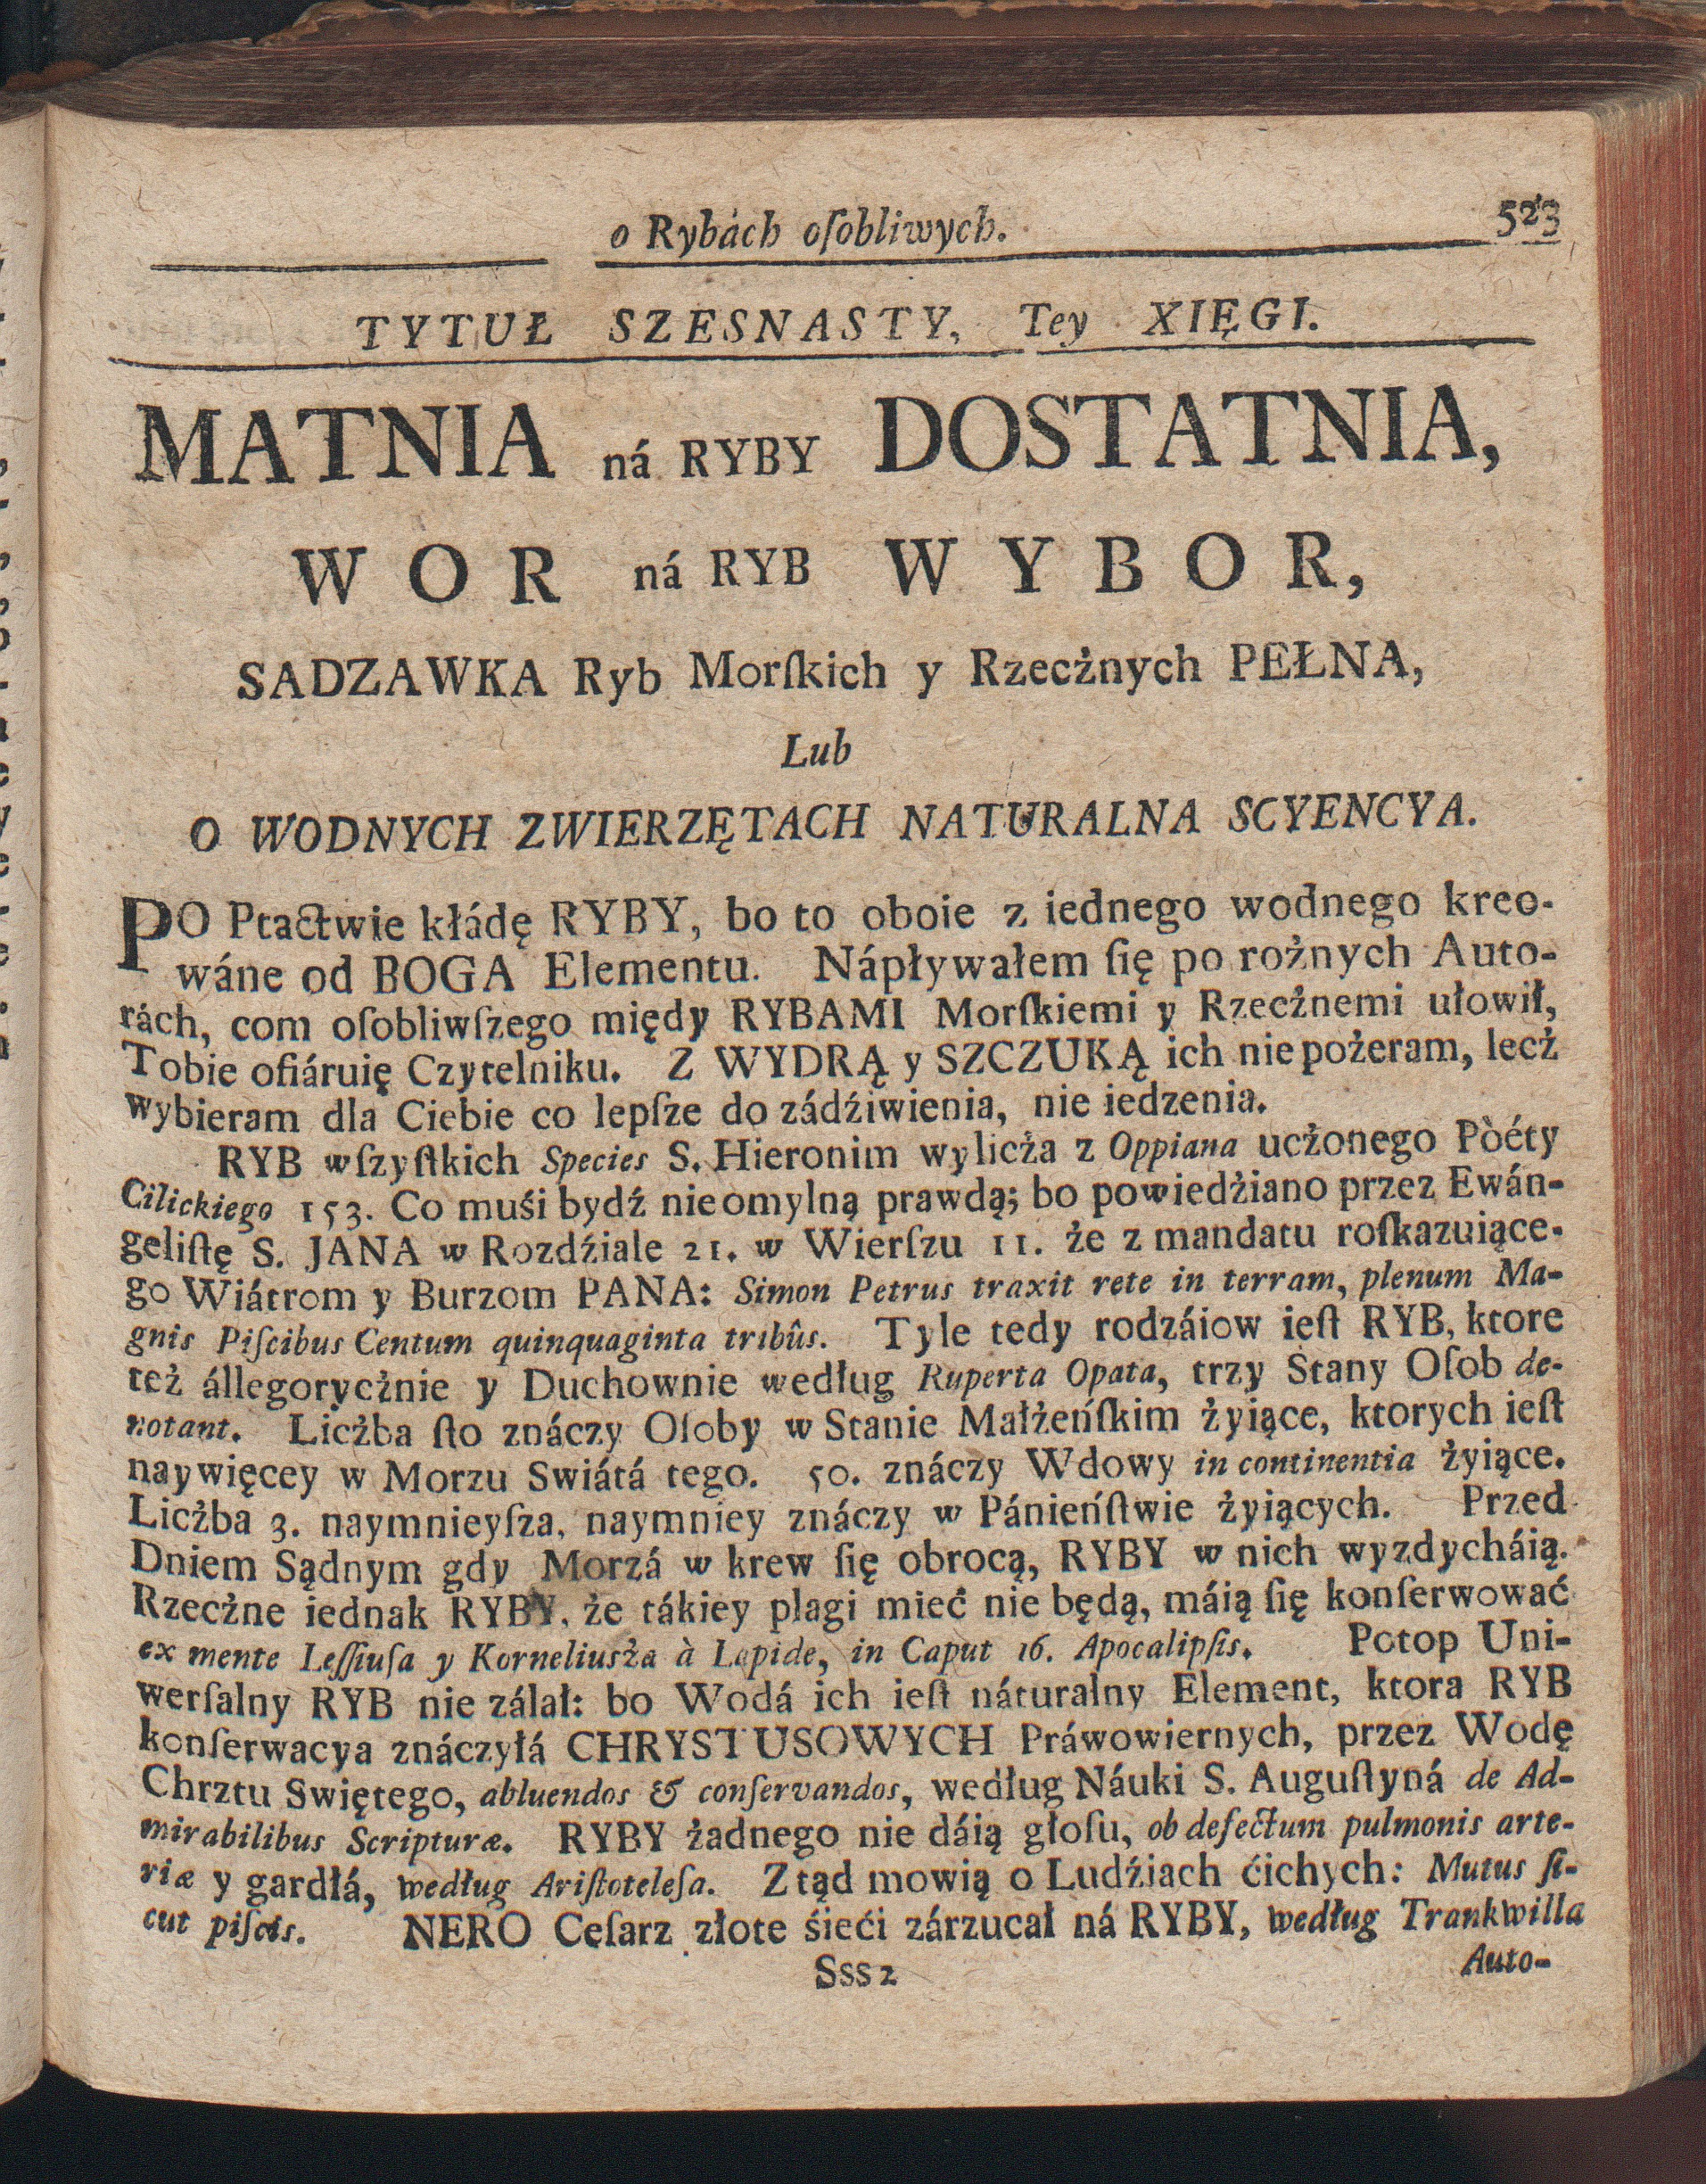 o Rybách oſobliwych.
523
TYTUŁ SZESNASTY, Tey XIĘGI.
MATNIA ná RYBY DOSTATNIA,
WOR ná RYB WYBOR,
SADZAWKA Ryb Morſkich y Rzecżnych PEŁNA,
Lub
O WODNYCH ZWIERZĘTACH NATURALNA SCYENCYA.
PO Ptactwie kłádę RYBY, bo to oboie z iednego wodnego kreo-
wáne od BOGA Elementu. Nápływałem ſię po rożnych Auto-
rách, com oſobliwſzego między RYBAMI Morſkiemi y Rzecżnemi ułowił,
Tobie ofiáruię Czytelniku. Z WYDRĄ y SZCZUKĄ ich nie pożeram, lecż
wybieram dla Ciebie co lepſze do zádźiwienia, nie iedzenia.
RYB wſzyſtkich Species S. Hieronim wylicża z Oppiana ucżonego Pòéty
Cilickiego 153. Co muśi bydź nieomylną prawdą; bo powiedźiano przez Ewán-
geliſtę S. JANA w Rozdźiale 21. w Wierſzu 11. że z mandatu roſkazuiące-
go Wiátrom y Burzom PANA: Simon Petrus traxit rete in terram, plenum Ma-
gnis Piſcibus Centum quinquaginta tribûs. Tyle tedy rodzáiow ieſt RYB, ktore
też állegorycżnie y Duchownie według Ruperta Opata, trzy Stany Oſob de-
notant. Licżba ſto znáczy Oſoby w Stanie Małżeńſkim żyiące, ktorych ieſt
naywięcey w Morzu Swiátá tego. 50. znáczy Wdowy in continentia żyiące.
Licżba 3. naymnieyſza, naymniey znáczy w Pánieńſtwie żyiących. Przed
Dniem Sądnym gdy Morzá w krew ſię obrocą, RYBY w nich wyzdycháią.
Rzecżne iednak RYBY, że tákiey plagi mieć nie będą, máią ſię konſerwować
ex mente Leſſiuſa y Korneliusża à Lapide, in Caput 16. Apocalipſis. Potop Uni-
werſalny RYB nie zálał: bo Wodá ich ieſt náturalny Element, ktora RYB
konſerwacya znáczyłá CHRYSTUSOWYCH Práwowiernych, przez Wodę
Chrztu Swiętego, abluendos & conſervandos, według Náuki S. Auguſtyná de Ad-
mirabilibus Scripturæ. RYBY żadnego nie dáią głoſu, ob defectum pulmonis arte-
riæ y gardłá, według Ariſtoteleſa. Ztąd mowią o Ludźiach ćichych: Mutus ſi-
cut piſcis. NERO Ceſarz złote śieći zárzucał ná RYBY, według Trankwilla
Sss 2
Auto-